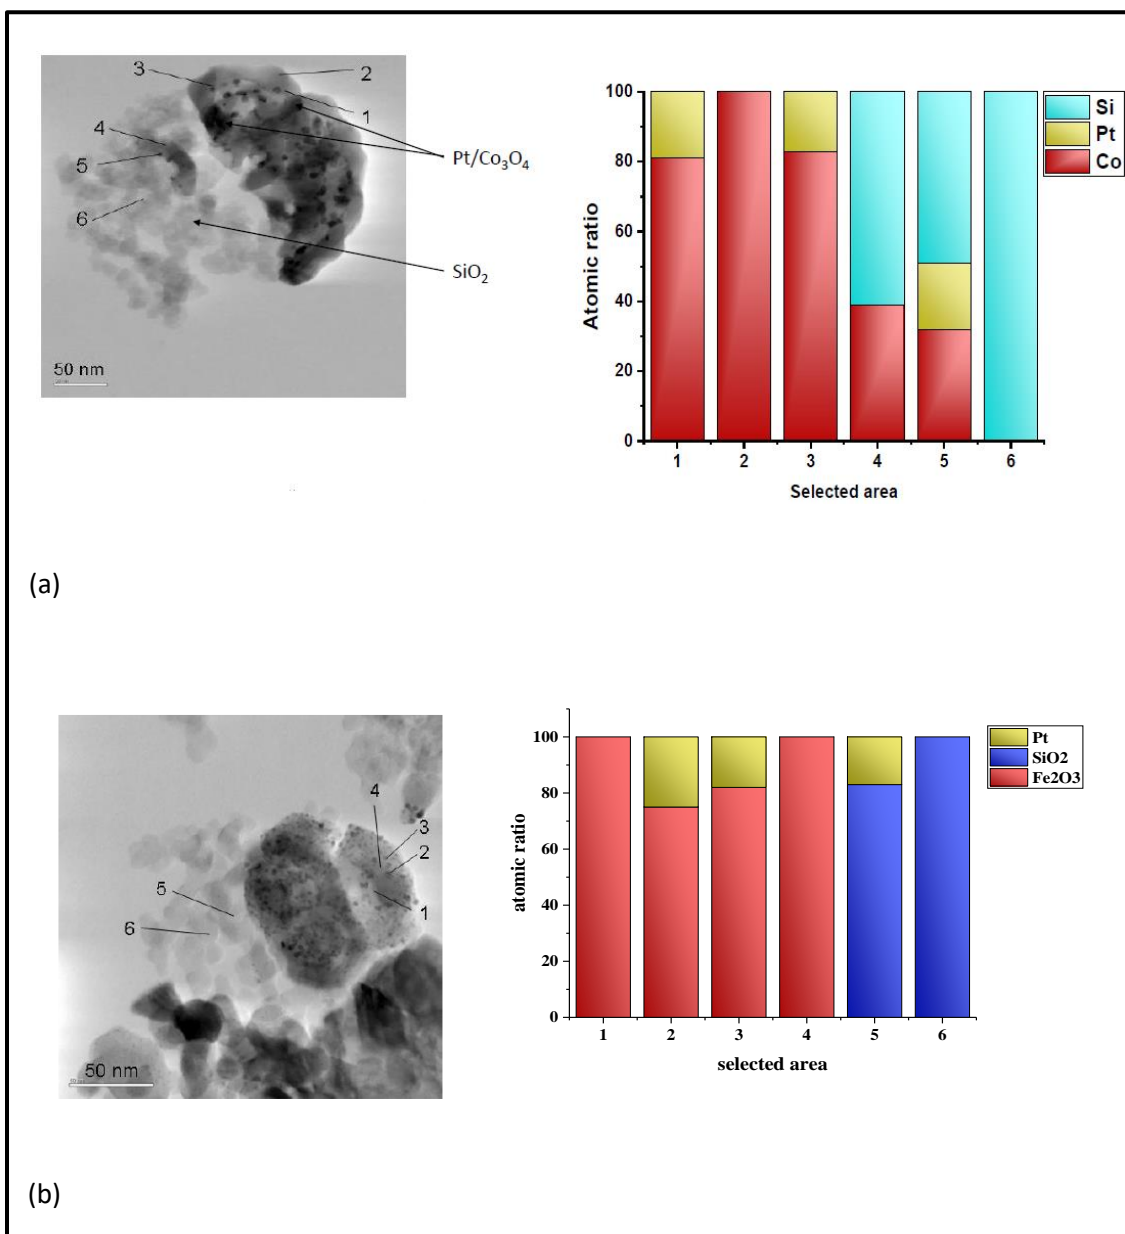 3
2
1
4
5
6
Pt/Co₃O₄
SiO₂
50 nm
100
80
60
40
20
0
Atomic ratio
1 2 3 4 5 6
Selected area
Si
Pt
Co
(a)
4
3
2
5
1
6
50 nm
100
80
60
40
20
0
atomic ratio
1 2 3 4 5 6
selected area
Pt
SiO2
Fe2O3
(b)